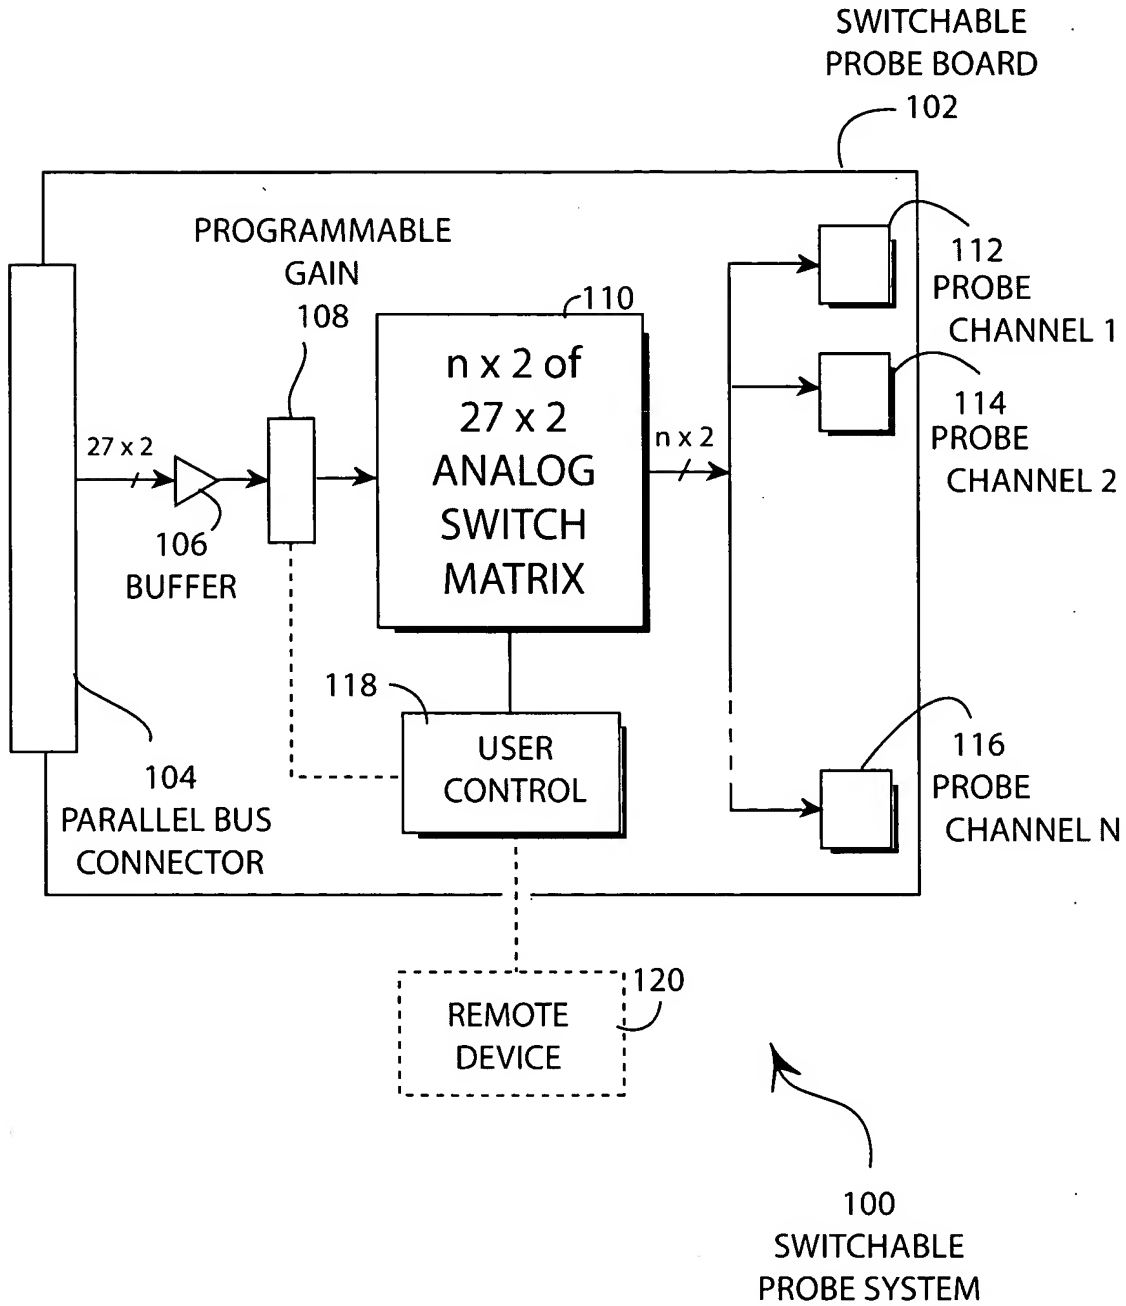 SWITCHABLE
PROBE BOARD
102
PROGRAMMABLE
GAIN
108
110
n x 2 of
27 x 2
ANALOG
SWITCH
MATRIX
27 x 2
106
BUFFER
n x 2
112
PROBE
CHANNEL 1
114
PROBE
CHANNEL 2
118
USER
CONTROL
104
PARALLEL BUS
CONNECTOR
116
PROBE
CHANNEL N
120
REMOTE
DEVICE
100
SWITCHABLE
PROBE SYSTEM